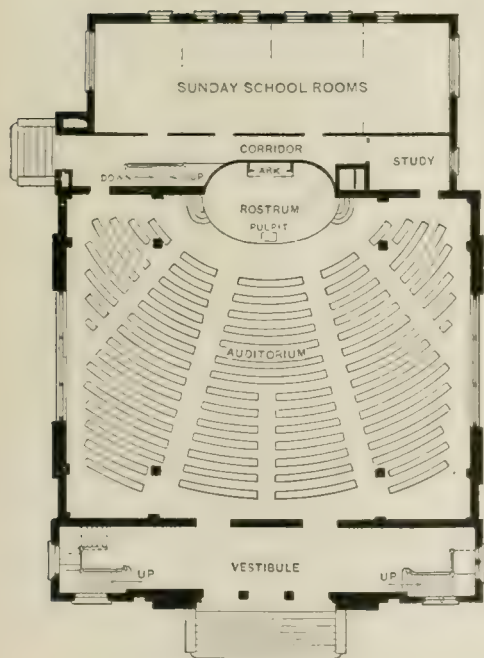 SUNDAY SCHOOL ROOMS
CORRIDOR
STUDY
DOWN UP
ARK
ROSTRUM
PULPIT
AUDITORIUM
VESTIBULE
UP
UP